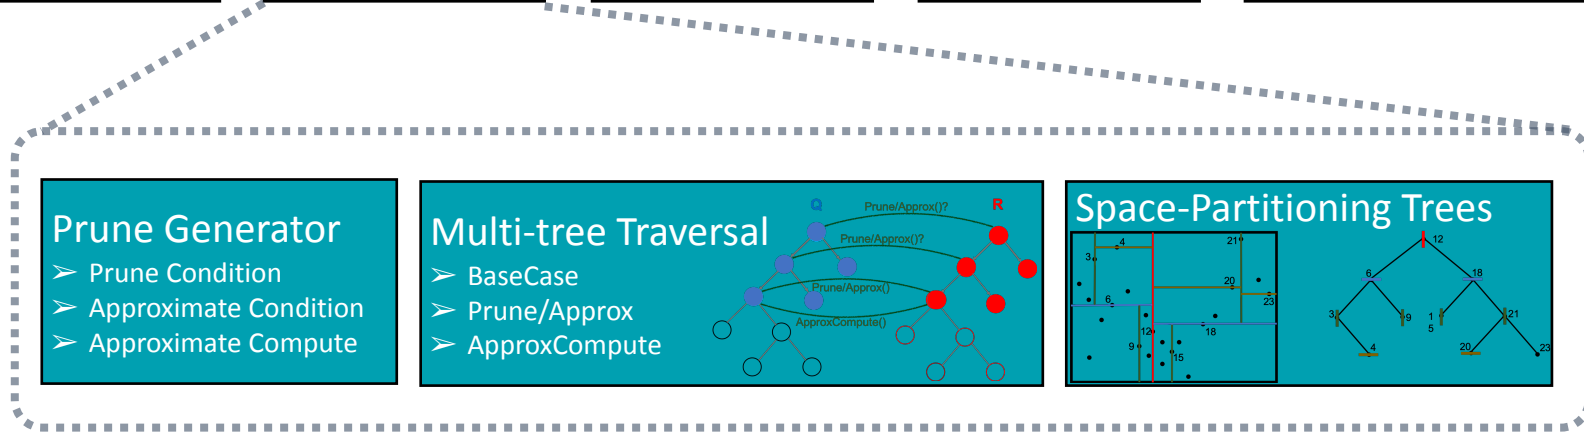 Prune Generator
➢ Prune Condition
➢ Approximate Condition
➢ Approximate Compute
Multi-tree Traversal
➢ BaseCase
➢ Prune/Approx
➢ ApproxCompute
Q
R
Prune/Approx()?
Prune/Approx()?
Prune/Approx()
ApproxCompute()
Space-Partitioning Trees
4
21
3
20
6
23
12
18
9
15
12
6
18
3
9
1
5
21
4
20
23